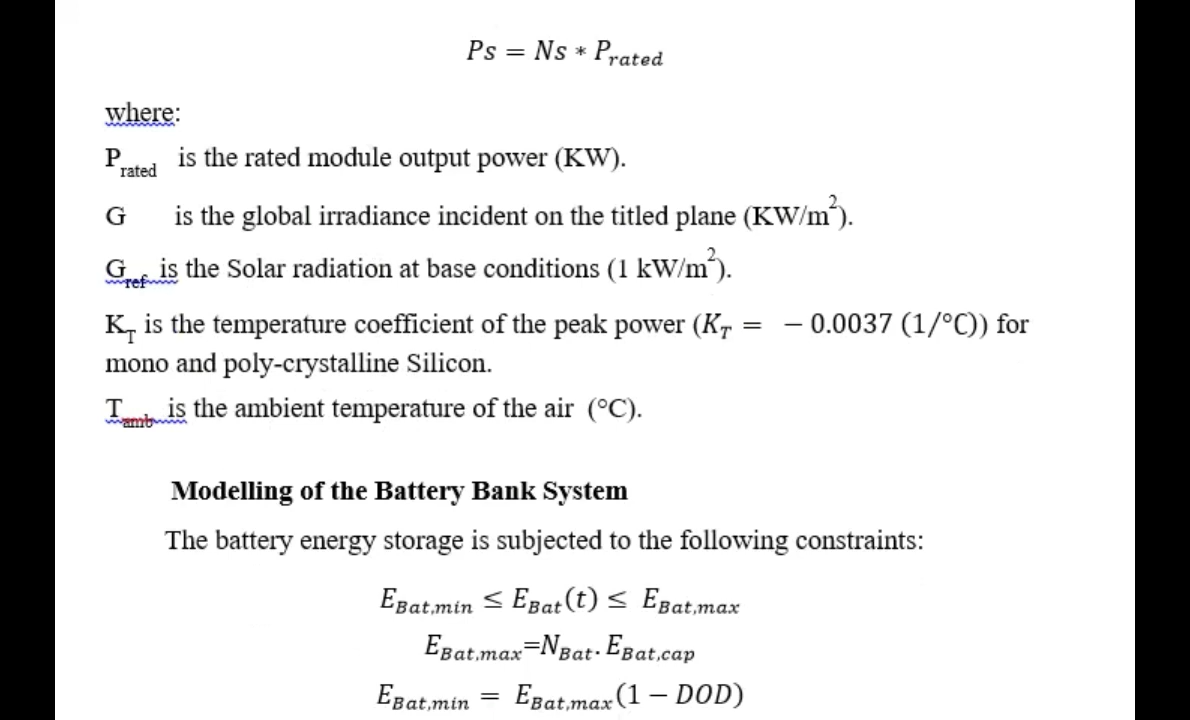 Ps = Ns * P_rated
where:
P_rated is the rated module output power (KW).
G is the global irradiance incident on the titled plane (KW/m²).
G_ref is the Solar radiation at base conditions (1 kW/m²).
K_T is the temperature coefficient of the peak power (K_T = − 0.0037 (1/°C)) for
mono and poly-crystalline Silicon.
T_amb is the ambient temperature of the air (°C).
Modelling of the Battery Bank System
The battery energy storage is subjected to the following constraints:
E_Bat,min ≤ E_Bat(t) ≤ E_Bat,max
E_Bat,max=N_Bat. E_Bat,cap
E_Bat,min = E_Bat,max(1 − DOD)